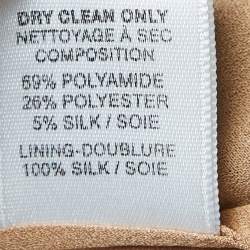 DRY CLEAN ONLY
NETTOYAGE À SEC
COMPOSITION
69% POLYAMIDE
26% POLYESTER
5% SILK / SOIE
LINING-DOUBLURE
100% SILK / SOIE